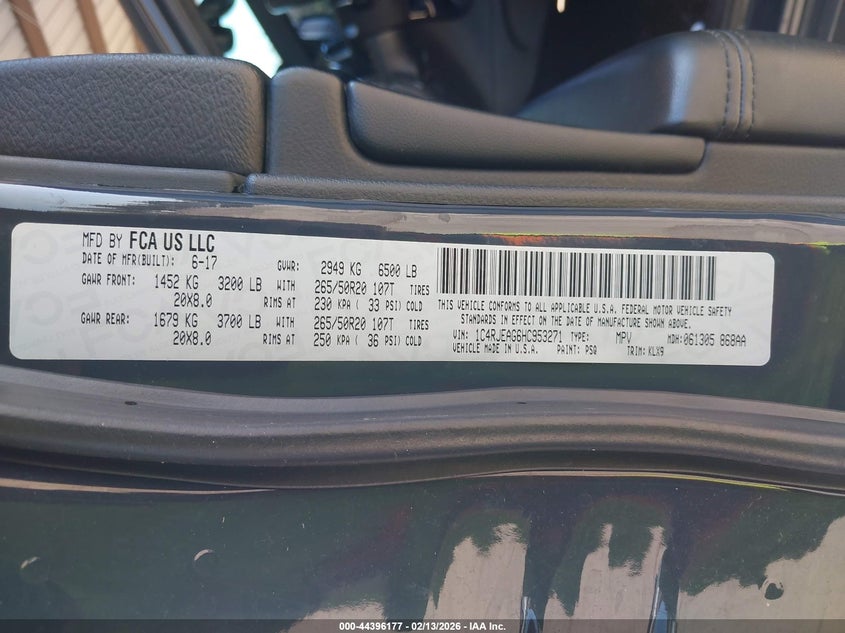 MFD BY FCA US LLC
DATE OF MFR(BUILT): 6-17 GVWR: 2949 KG 6500 LB
GAWR FRONT: 1452 KG 3200 LB WITH 265/50R20 107T TIRES
20X8.0 RIMS AT 230 KPA ( 33 PSI) COLD
GAWR REAR: 1679 KG 3700 LB WITH 265/50R20 107T TIRES
20X8.0 RIMS AT 250 KPA ( 36 PSI) COLD
THIS VEHICLE CONFORMS TO ALL APPLICABLE U.S.A. FEDERAL MOTOR VEHICLE SAFETY
STANDARDS IN EFFECT ON THE DATE OF MANUFACTURE SHOWN ABOVE.
VIN: 1C4RJEAG6HC953271 TYPE: MPV MDH:061305 868AA
VEHICLE MADE IN U.S.A. PAINT: PSQ TRIM: KLX9
000-44396177 - 02/13/2026 - IAA Inc.